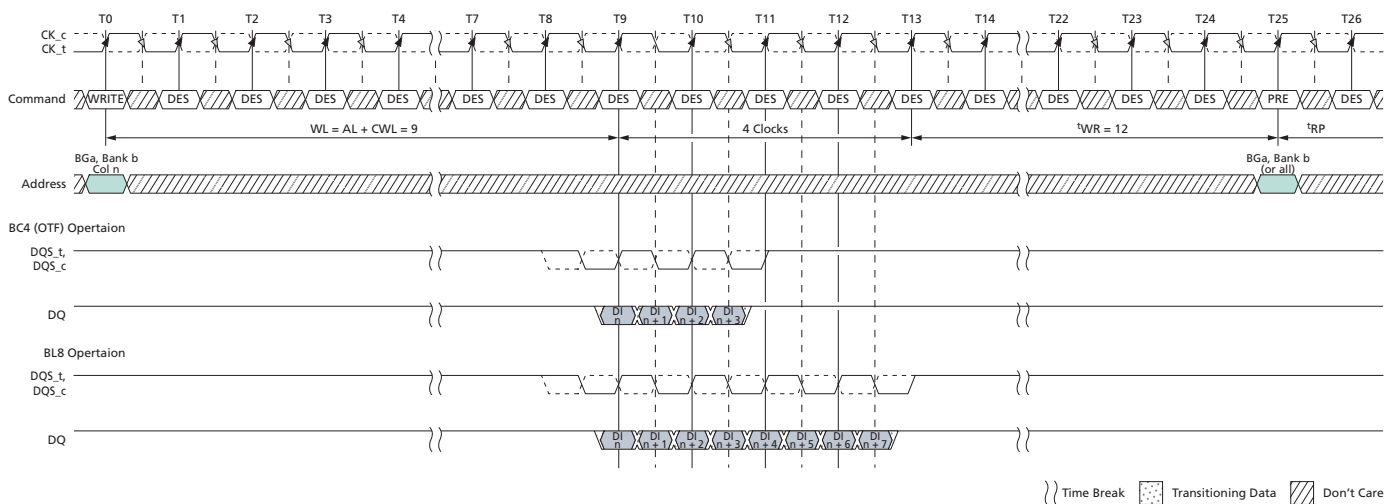 T0 T1 T2 T3 T4 T7 T8 T9 T10 T11 T12 T13 T14 T22 T23 T24 T25 T26
CK_c
CK_t
Command WRITE DES DES DES DES DES DES DES DES DES DES DES DES DES DES DES PRE DES
WL = AL + CWL = 9 4 Clocks tWR = 12 tRP
BGa, Bank b
Col n
BGa, Bank b
(or all)
Address
BC4 (OTF) Opertaion
DQS_t,
DQS_c
DQ
DI n DI n + 1 DI n + 2 DI n + 3
BL8 Opertaion
DQS_t,
DQS_c
DQ
DI n DI n + 1 DI n + 2 DI n + 3 DI n + 4 DI n + 5 DI n + 6 DI n + 7
Time Break Transitioning Data Don't Care